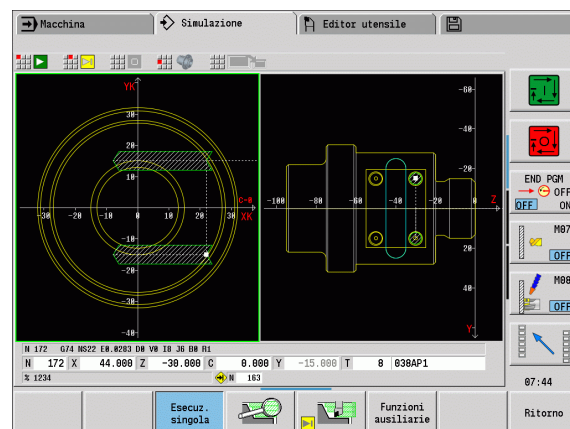 Macchina
Simulazione
Editor utensile
YK
30
20
10
-30 -20 -10 0 10 20 30
C-0
XK
-10
-20
-30
-40
-60
-40
-20
-100 -80 -60 -40 -20 0
Z
20
40
Y
END PGM
OFF
OFF ON
M07
OFF
M08
OFF
N 172 G74 NS22 E0.0283 D0 V0 I8 J6 B0 R1
N 172 X 44.000 Z -30.000 C 0.000 Y -15.000 T 8 038AP1
% 1234 N 163
07:44
Esecuz. singola
Funzioni ausiliarie
Ritorno